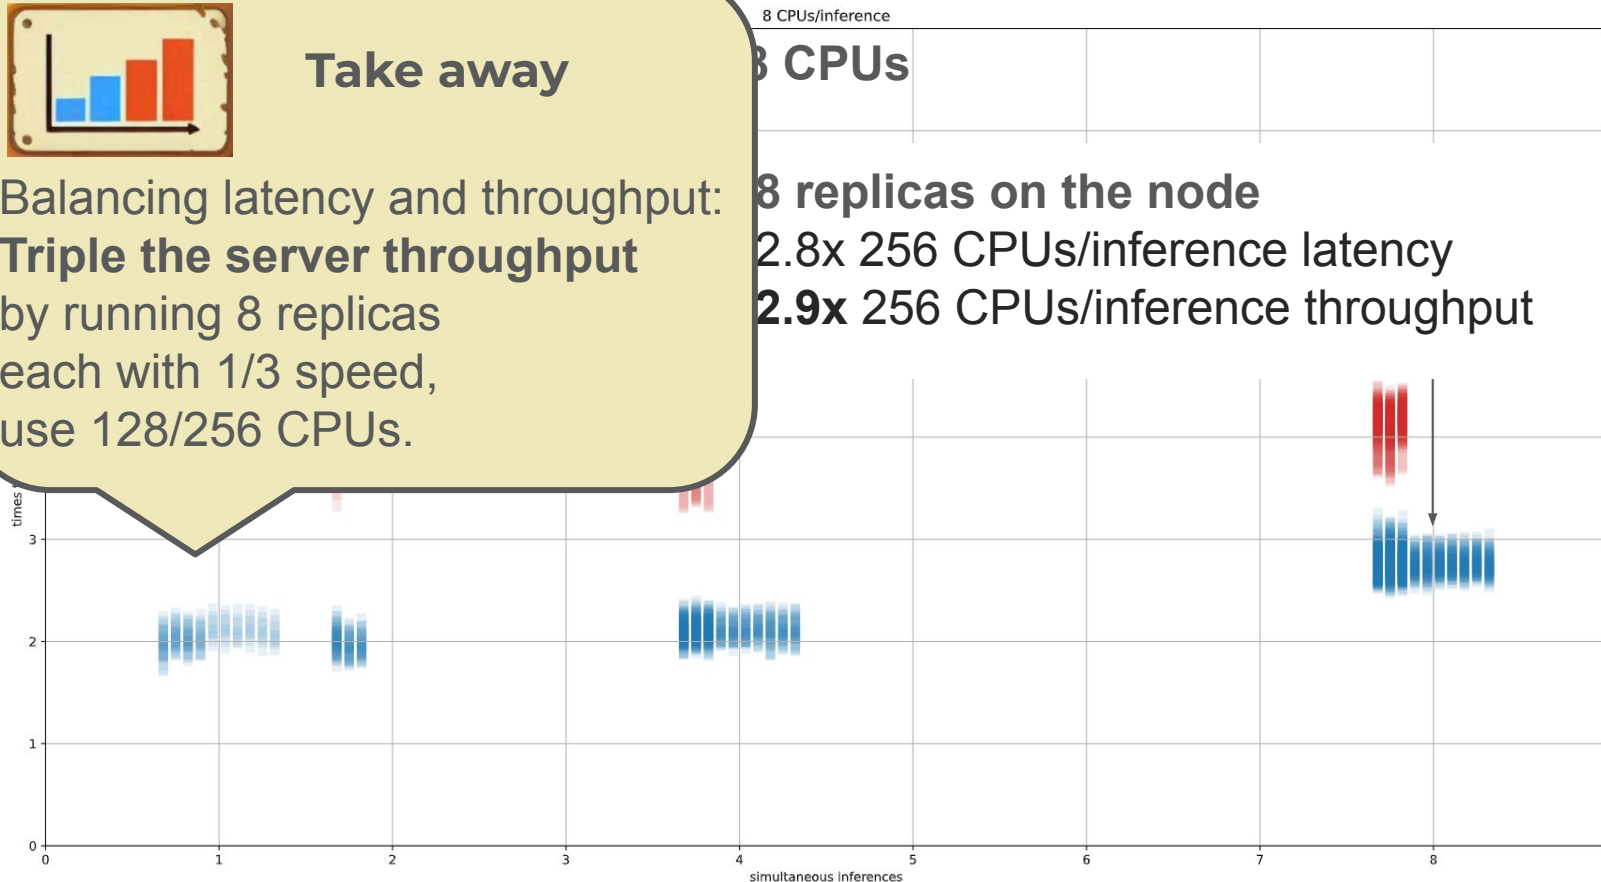 8 CPUs/inference
Take away
CPUs
Balancing latency and throughput:
Triple the server throughput
by running 8 replicas
each with 1/3 speed,
use 128/256 CPUs.
8 replicas on the node
2.8x 256 CPUs/inference latency
2.9x 256 CPUs/inference throughput
times
3
2
1
0
0 1 2 3 4 5 6 7 8
simultaneous inferences